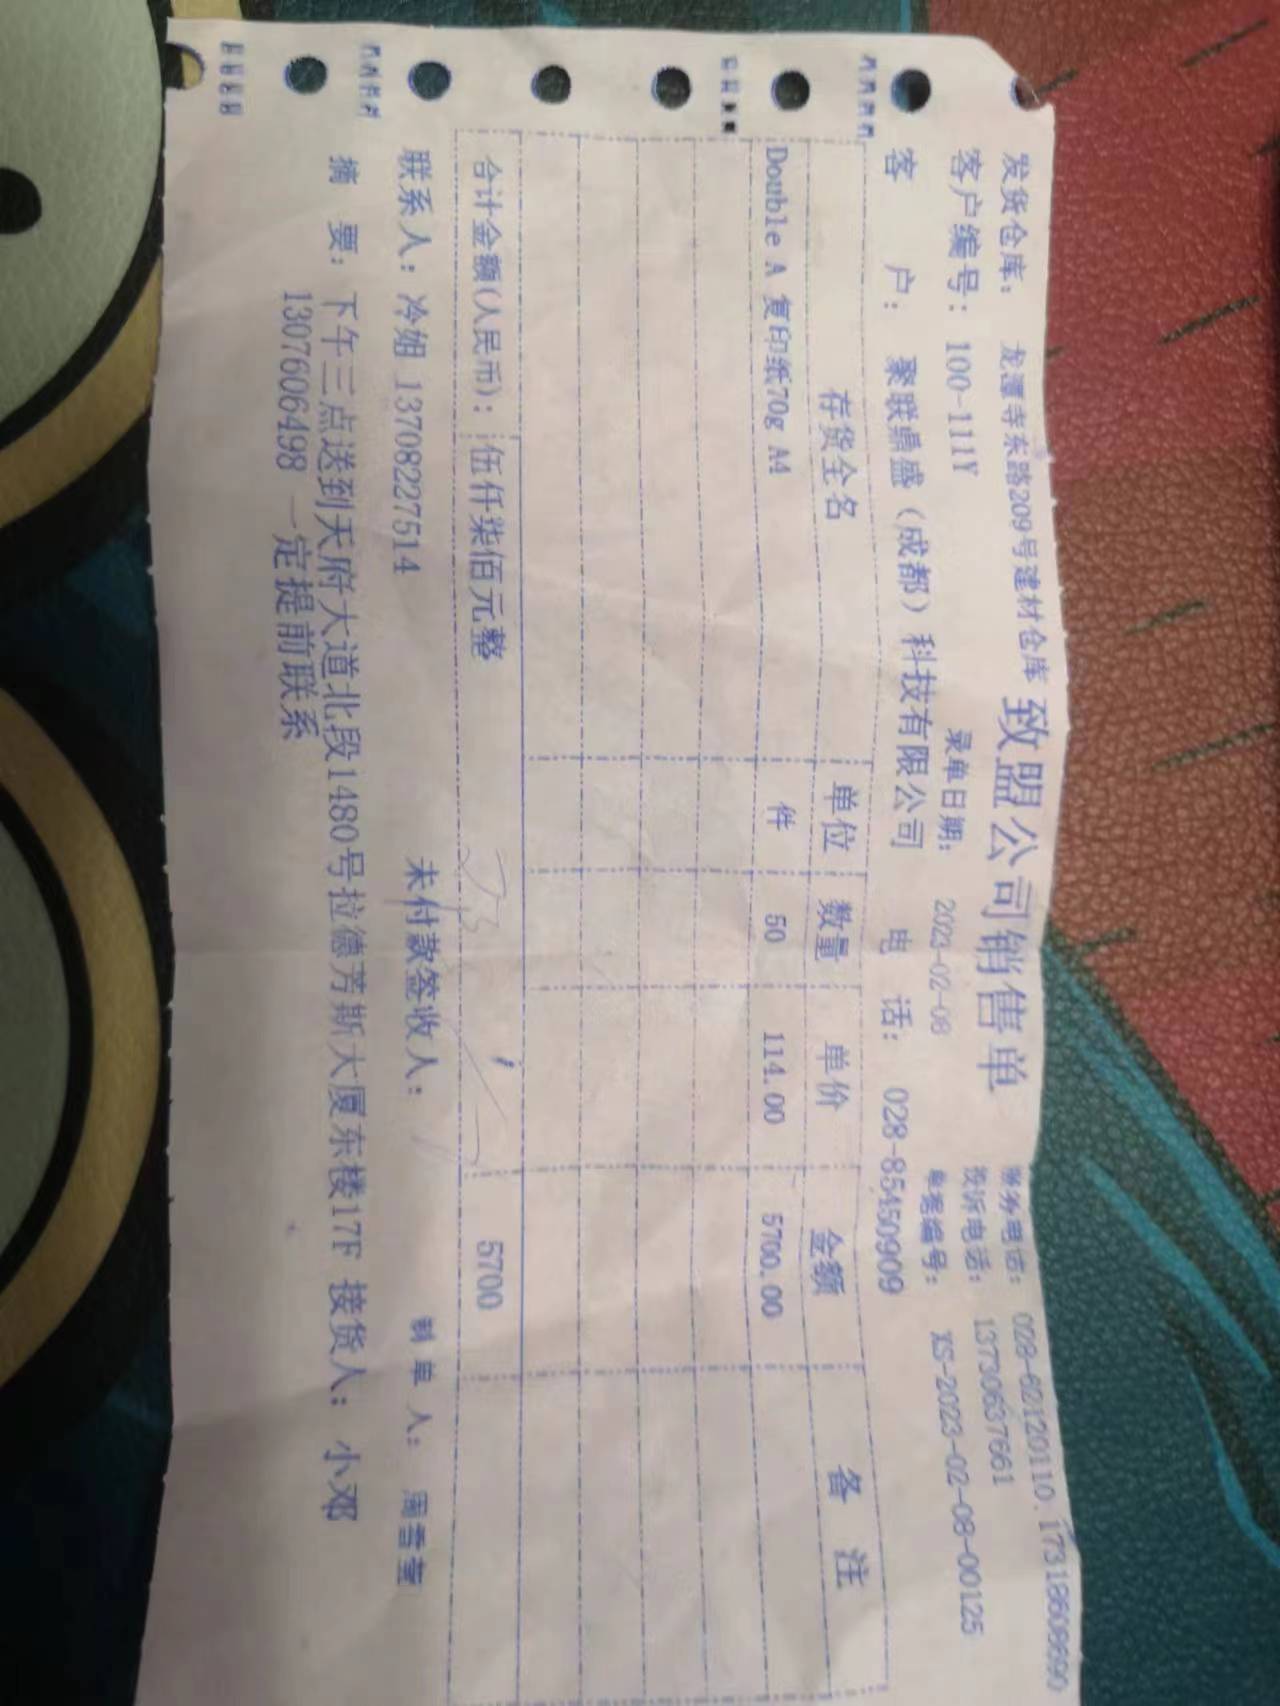 致盟公司销售单
发货仓库: 龙潭寺东路209号建材仓库 服务电话: 028-62120110.17318608690
客户编号: 100-111Y 录单日期: 2023-02-08 投诉电话: 13730637661
单据编号: XS-2023-02-08-00125
客 户: 聚联鼎盛(成都)科技有限公司 电 话: 028-85450909
存货全名 单位 数量 单价 金额 备 注
Double A 复印纸70g A4 件 50 114.00 5700.00
合计金额(人民币): 伍仟柒佰元整 5700
联系人: 冷姐 13708227514 未付款签收人: 制 单 人:
摘 要: 下午三点送到天府大道北段1480号拉德芳斯大厦东楼17F 接货人: 小邓
1307606498 一定提前联系